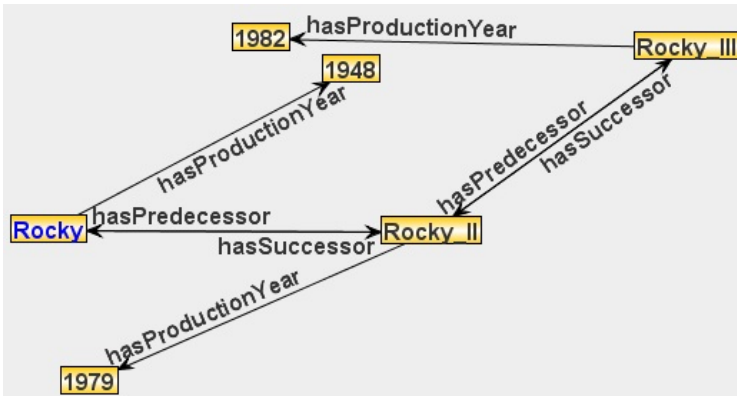 hasProductionYear
1982
Rocky_III
1948
hasProductionYear
hasPredecessor
hasSuccessor
Rocky
hasPredecessor
Rocky_II
hasSuccessor
hasProductionYear
1979